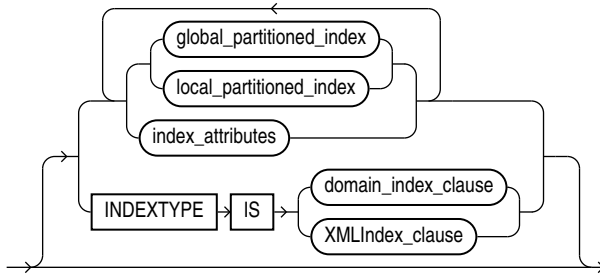 global_partitioned_index
local_partitioned_index
index_attributes
domain_index_clause
INDEXTYPE IS
XMLIndex_clause